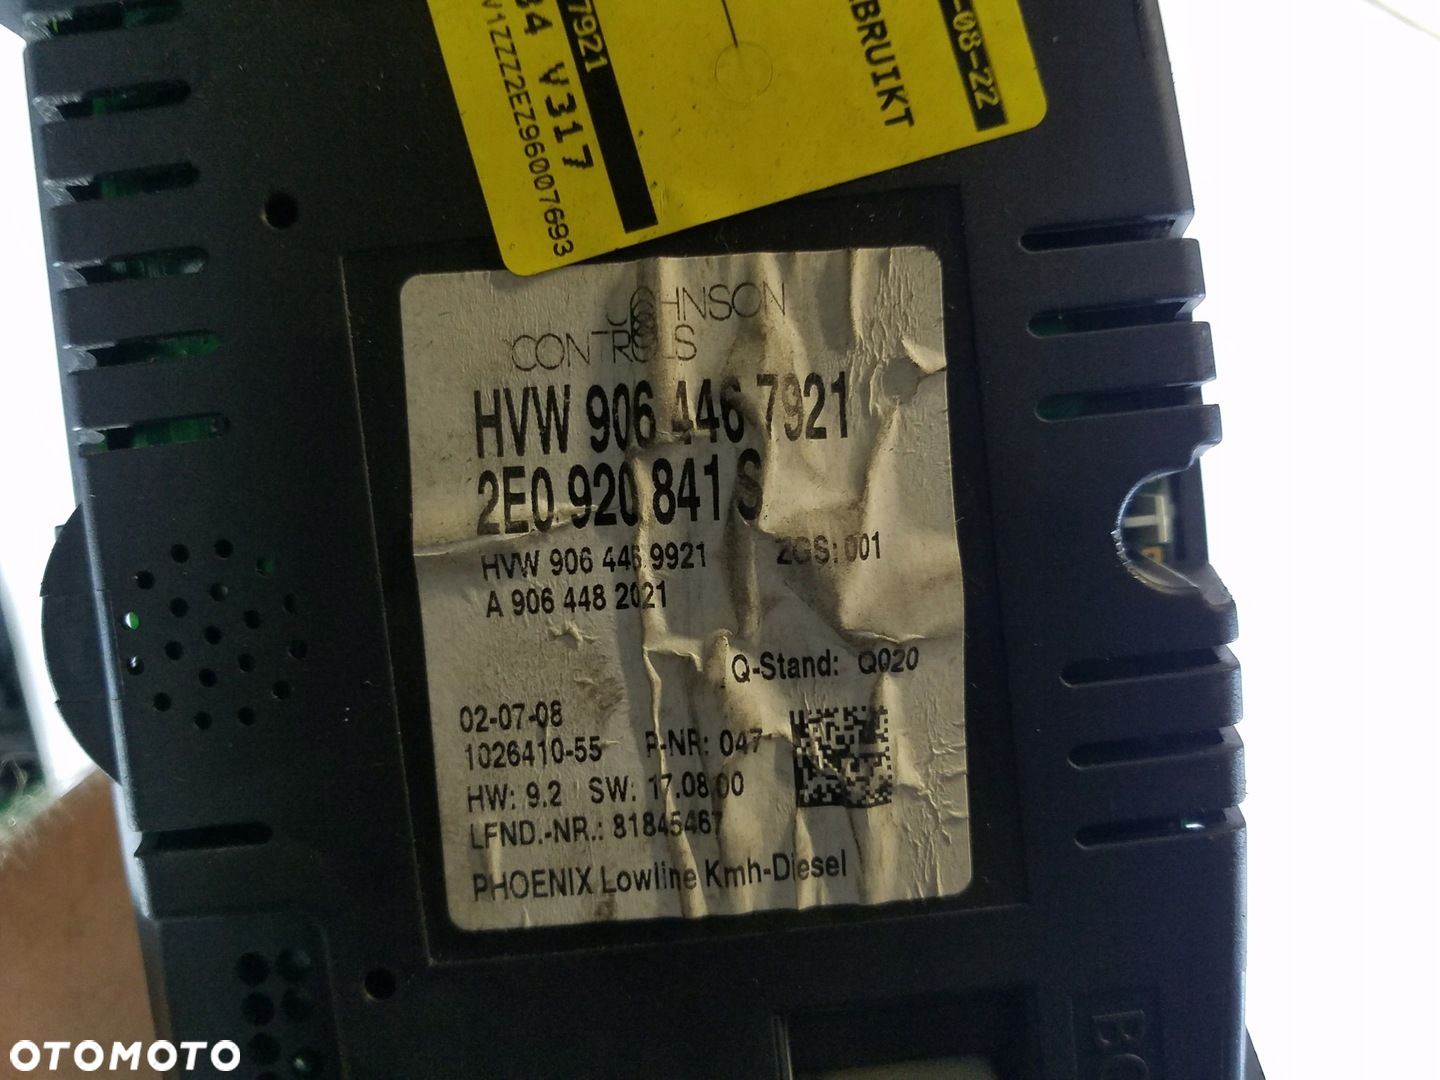 7921
34 V317
V1ZZZ2EZ96007693
BRUIKT
-08-22
JOHNSON
CONTROLS
HVW 906 446 7921
2E0 920 841 S
HVW 906 446 9921 ZGS: 001
A 906 448 2021
Q-Stand: Q020
02-07-08
1026410-55 P-NR: 047
HW: 9.2 SW: 17.08.00
LFND.-NR.: 81845467
PHOENIX Lowline Kmh-Diesel
OTOMOTO